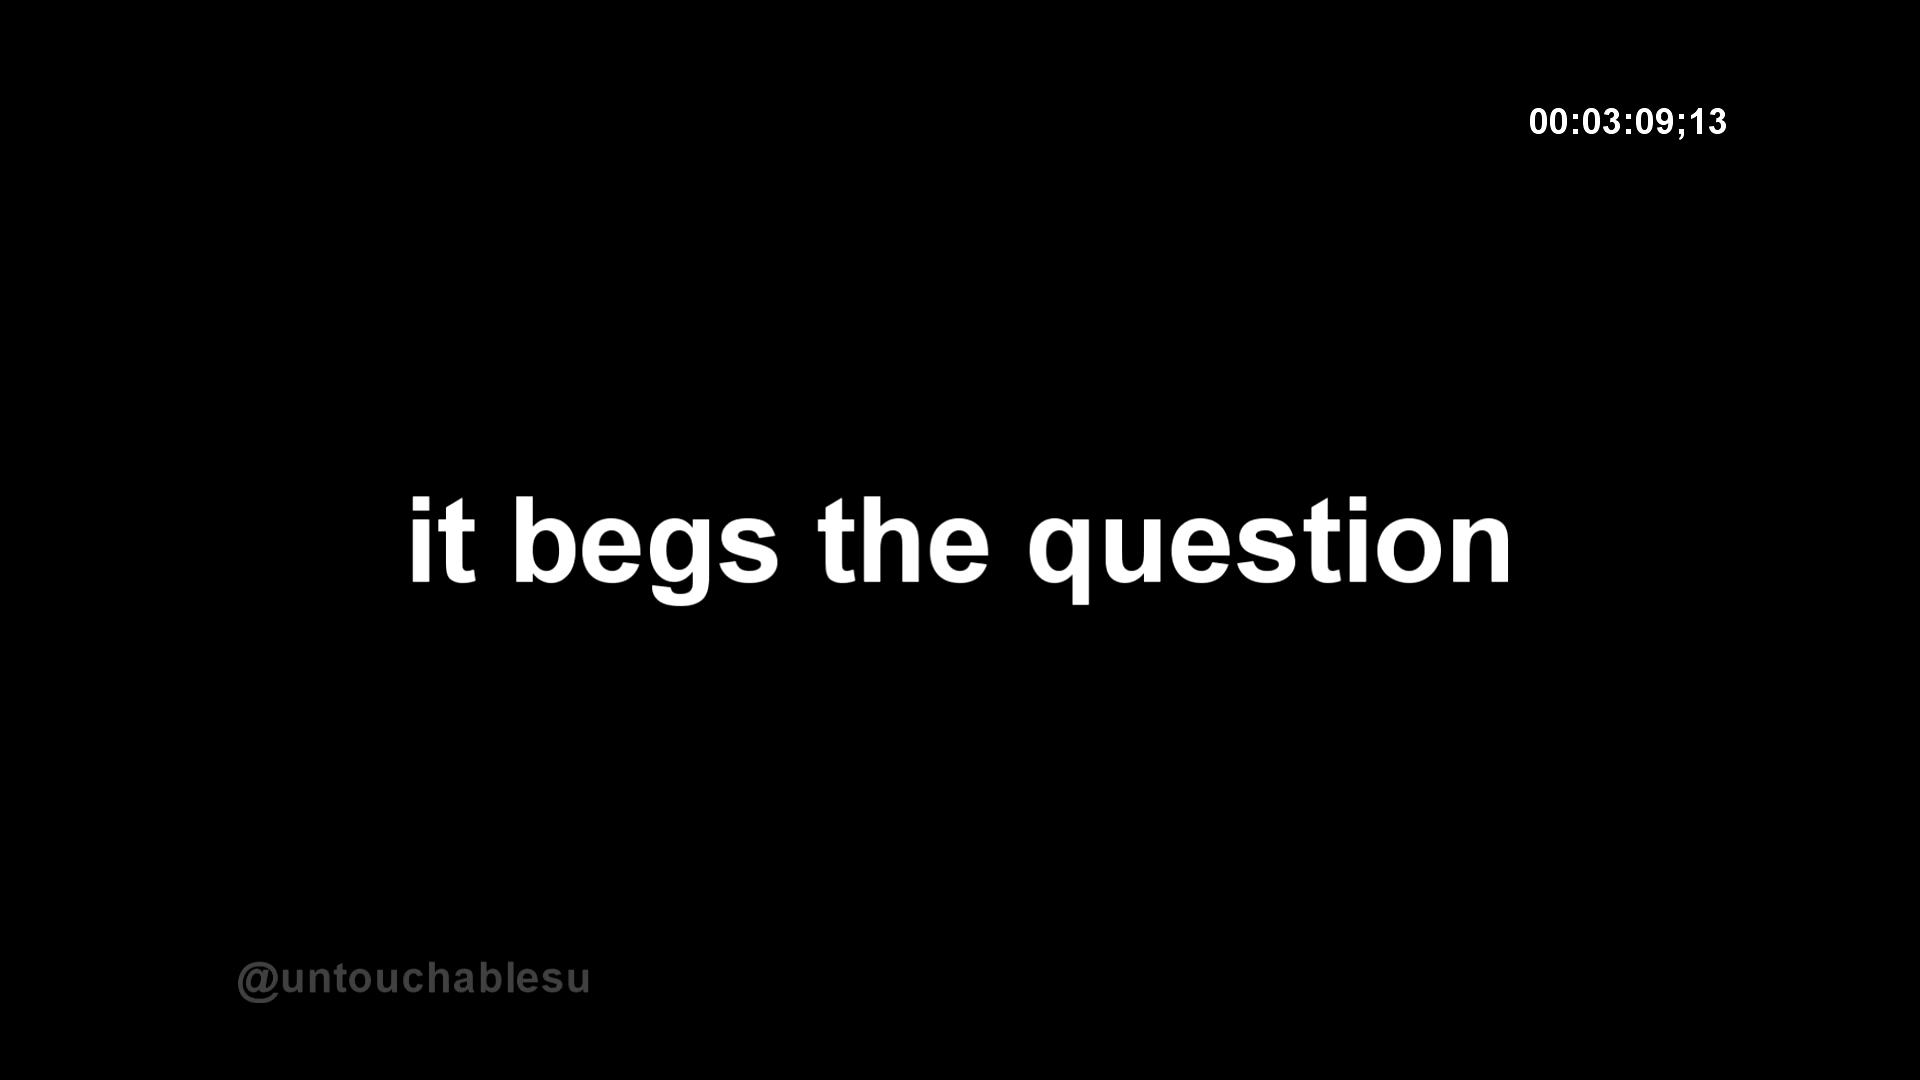 00:03:09;13
it begs the question
@untouchablesu